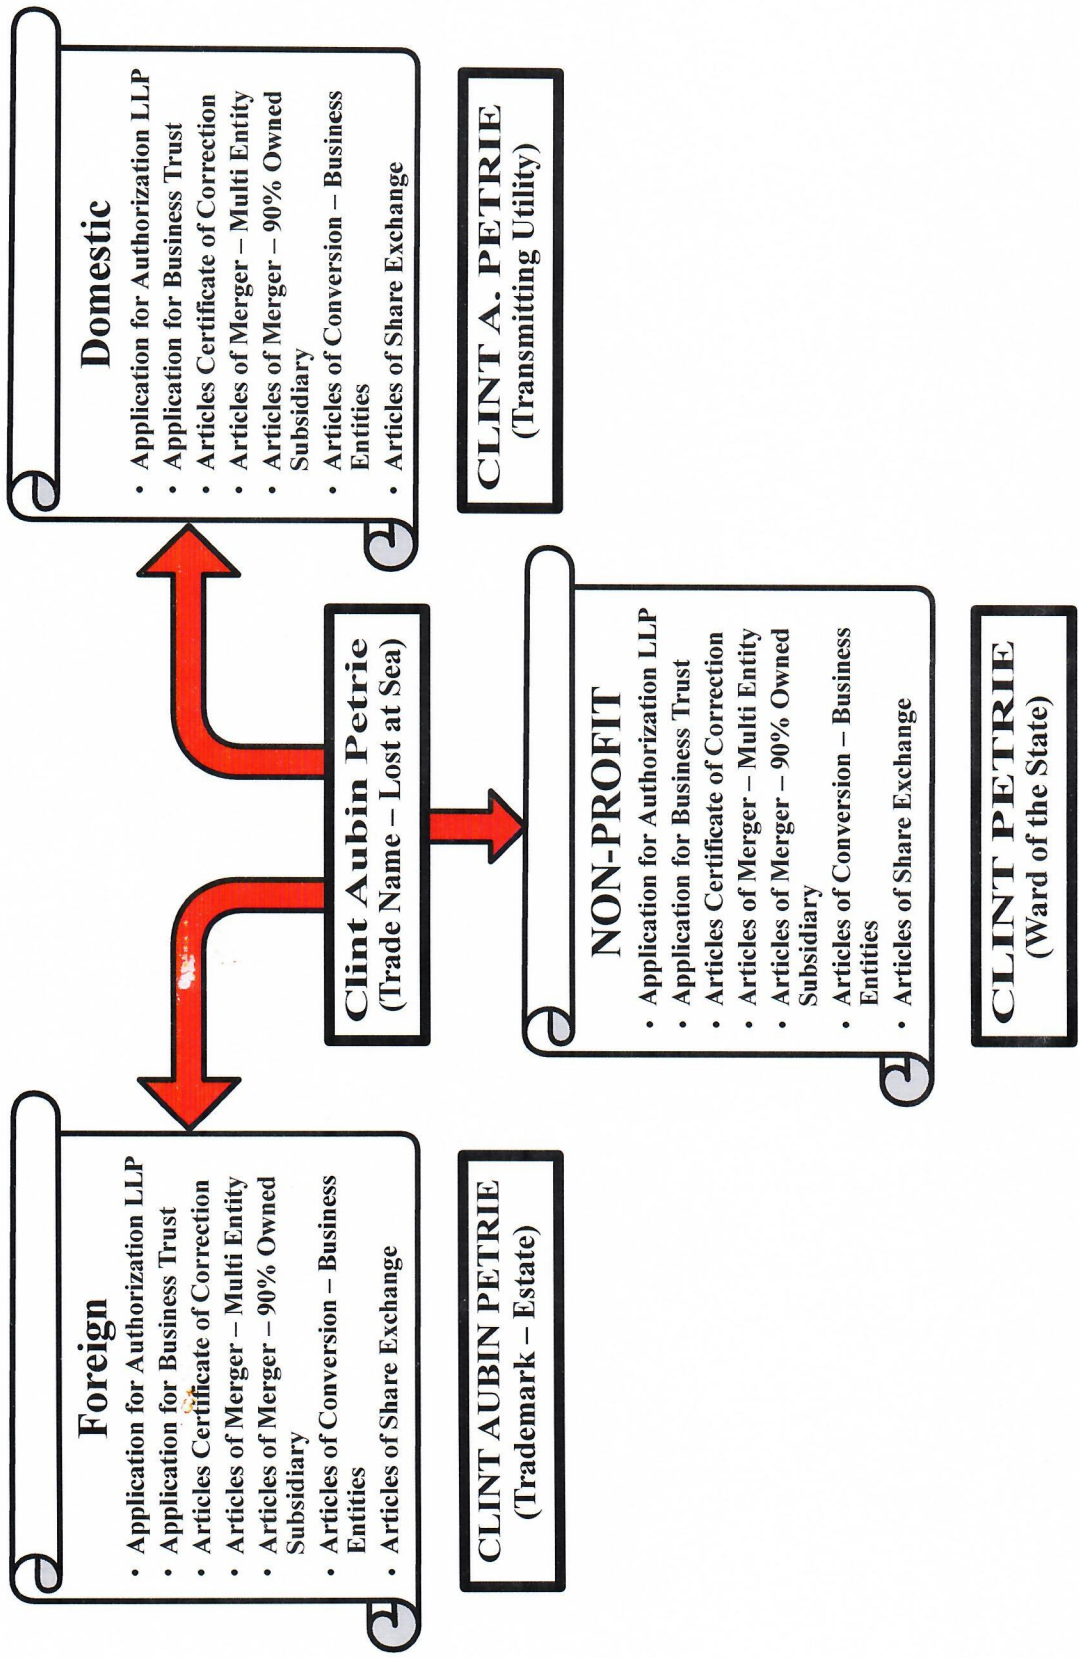 Foreign
• Application for Authorization LLP
• Application for Business Trust
• Articles Certificate of Correction
• Articles of Merger – Multi Entity
• Articles of Merger – 90% Owned
Subsidiary
• Articles of Conversion – Business
Entities
• Articles of Share Exchange
CLINT AUBIN PETRIE
(Trademark – Estate)
Clint Aubin Petrie
(Trade Name – Lost at Sea)
Domestic
• Application for Authorization LLP
• Application for Business Trust
• Articles Certificate of Correction
• Articles of Merger – Multi Entity
• Articles of Merger – 90% Owned
Subsidiary
• Articles of Conversion – Business
Entities
• Articles of Share Exchange
CLINT A. PETRIE
(Transmitting Utility)
NON-PROFIT
• Application for Authorization LLP
• Application for Business Trust
• Articles Certificate of Correction
• Articles of Merger – Multi Entity
• Articles of Merger – 90% Owned
Subsidiary
• Articles of Conversion – Business
Entities
• Articles of Share Exchange
CLINT PETRIE
(Ward of the State)